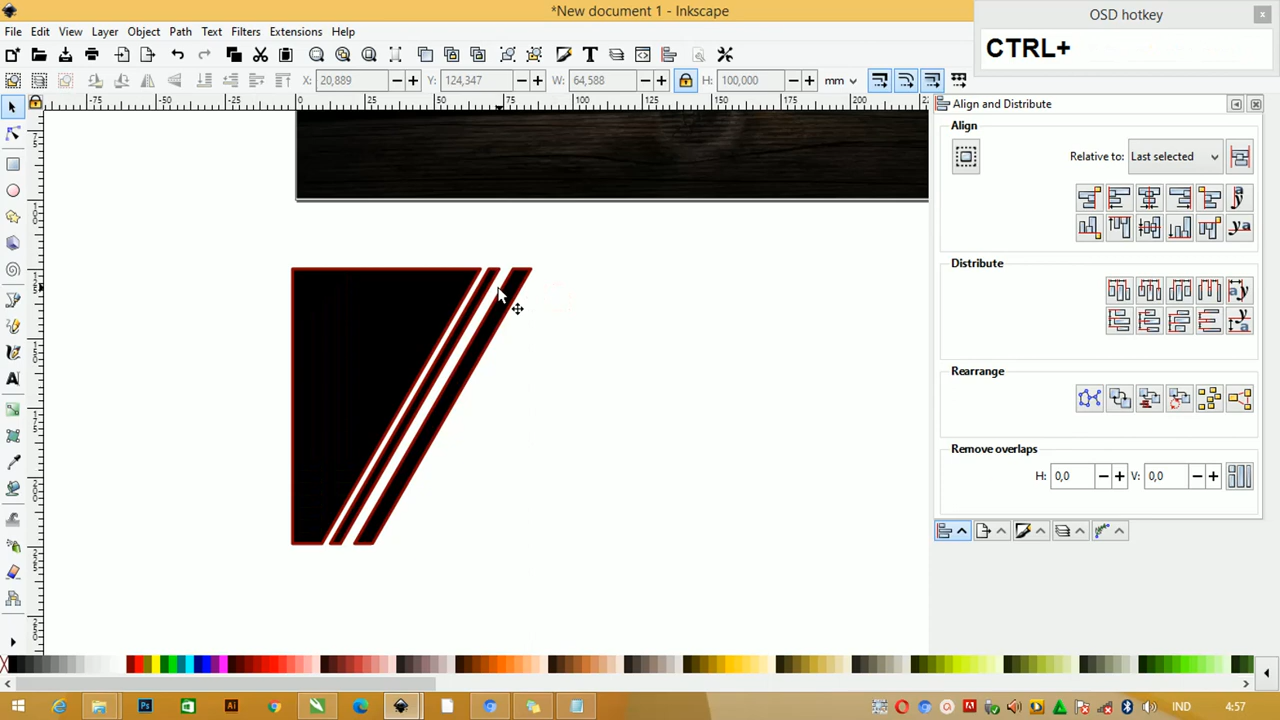 *New document 1 - Inkscape
OSD hotkey
x
CTRL+
File Edit View Layer Object Path Text Filters Extensions Help
X: 20,889 Y: 124,347 W: 64,588 H: 10,000 mm
-75 -25 0 25 50 75 100 125 150 175 200
Align and Distribute
Align
Relative to: Last selected
Distribute
Rearrange
Remove overlaps
H: 0,0 V: 0,0
IND 4:57